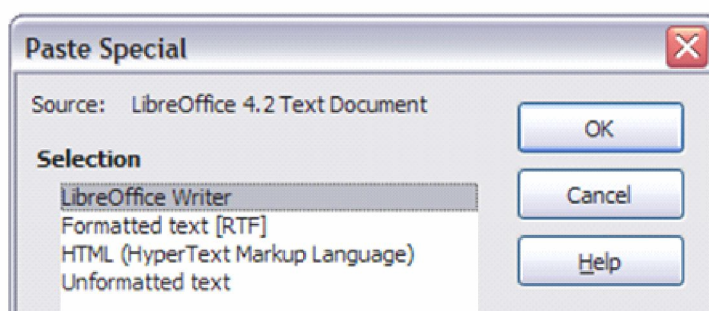 Paste Special
Source: LibreOffice 4.2 Text Document
OK
Selection
LibreOffice Writer
Cancel
Formatted text [RTF]
HTML (HyperText Markup Language)
Help
Unformatted text